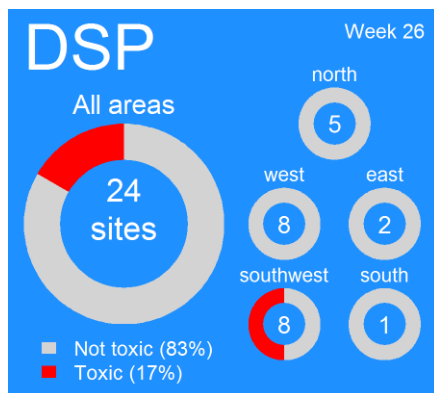 DSP
Week 26
All areas
24
sites
north
5
west
8
east
2
southwest
8
south
1
Not toxic (83%)
Toxic (17%)